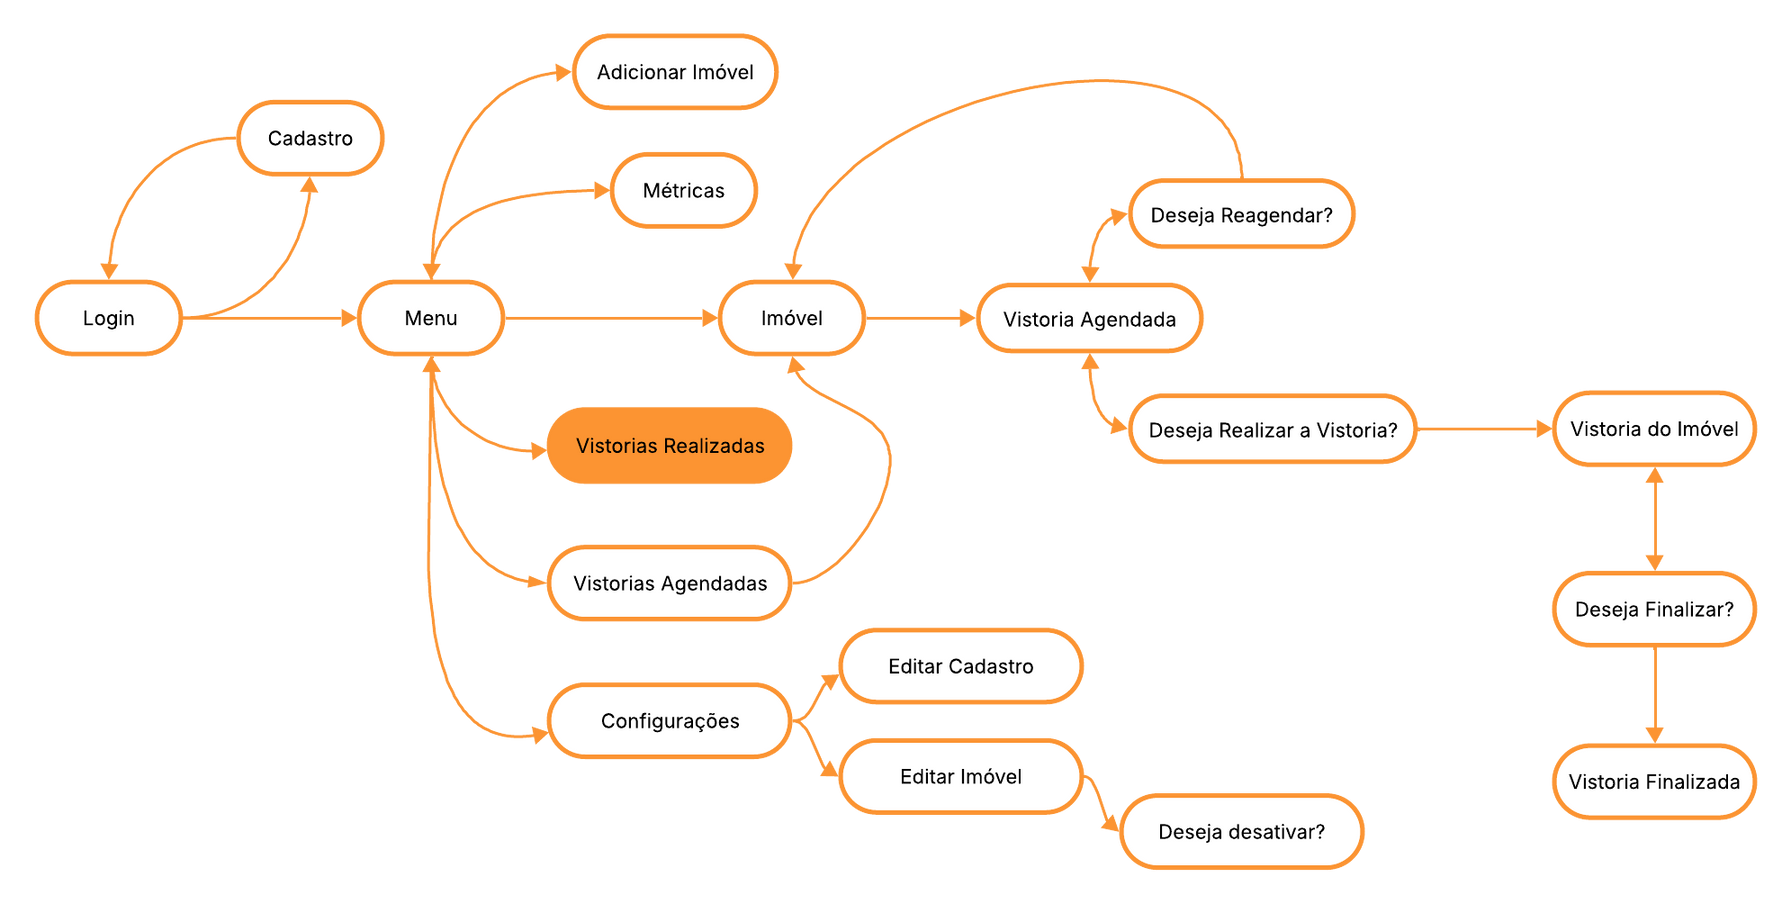 Adicionar Imóvel
Cadastro
Métricas
Deseja Reagendar?
Login
Menu
Imóvel
Vistoria Agendada
Vistorias Realizadas
Deseja Realizar a Vistoria?
Vistoria do Imóvel
Vistorias Agendadas
Deseja Finalizar?
Editar Cadastro
Configurações
Editar Imóvel
Vistoria Finalizada
Deseja desativar?